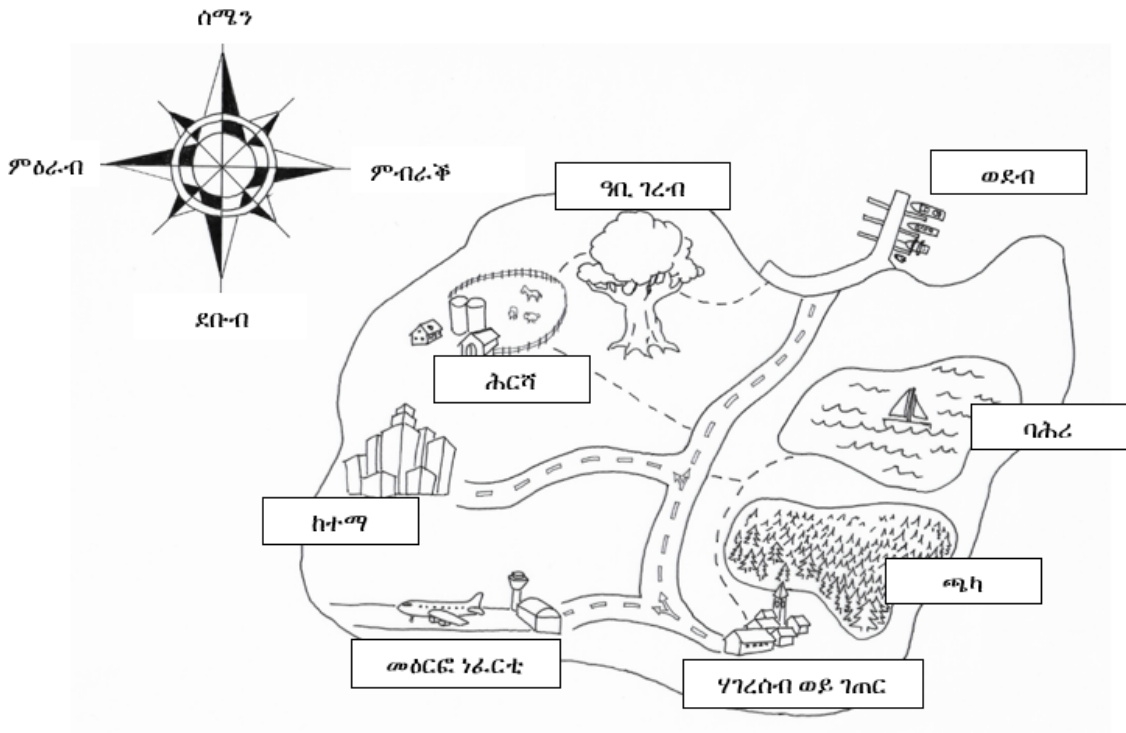 ሰሜን
ምዕራብ
ምብራቕ
ደቡብ
ዓቢ ገረብ
ወደብ
ሕርሻ
ባሕሪ
ከተማ
ጫካ
መዕርፎ ነፈርቲ
ሃገረሰብ ወይ ገጠር